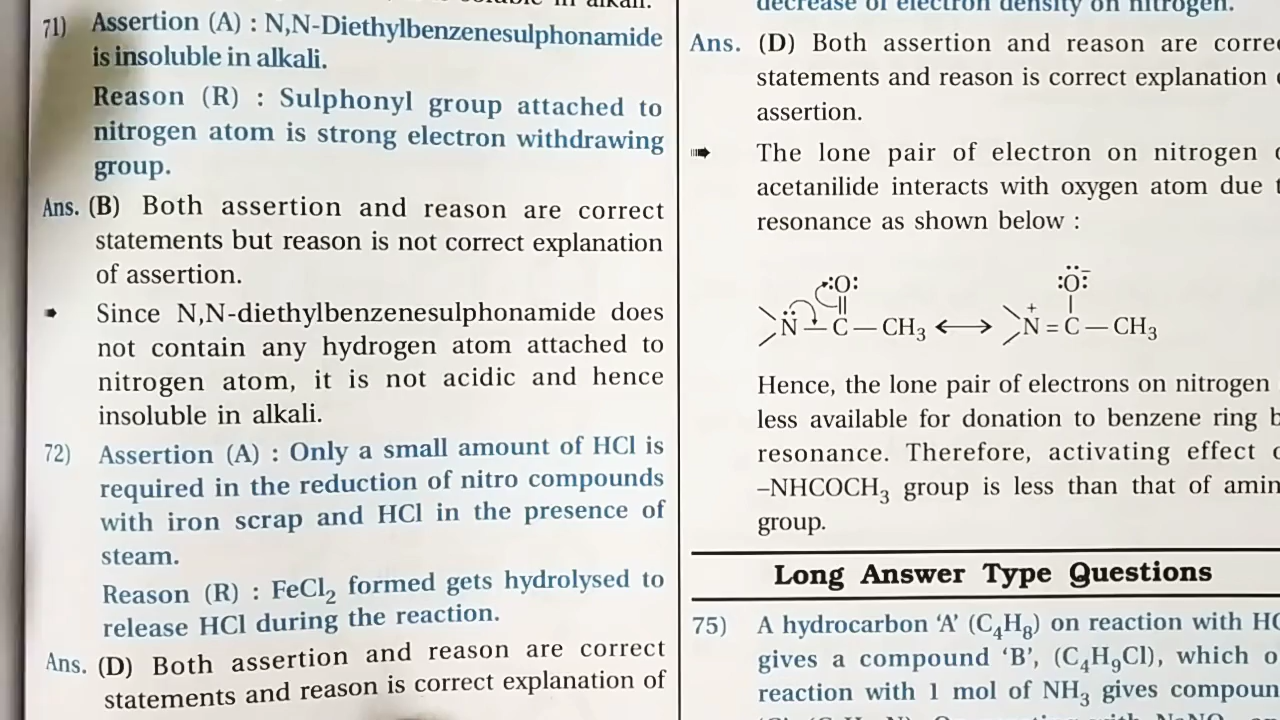 71) Assertion (A) : N,N-Diethylbenzenesulphonamide
is insoluble in alkali.
Reason (R) : Sulphonyl group attached to
nitrogen atom is strong electron withdrawing
group.
Ans. (B) Both assertion and reason are correct
statements but reason is not correct explanation
of assertion.
➠ Since N,N-diethylbenzenesulphonamide does
not contain any hydrogen atom attached to
nitrogen atom, it is not acidic and hence
insoluble in alkali.
72) Assertion (A) : Only a small amount of HCl is
required in the reduction of nitro compounds
with iron scrap and HCl in the presence of
steam.
Reason (R) : FeCl₂ formed gets hydrolysed to
release HCl during the reaction.
Ans. (D) Both assertion and reason are correct
statements and reason is correct explanation of
decrease of electron density on nitrogen.
Ans. (D) Both assertion and reason are
statements and reason is correct explanation
assertion.
➠ The lone pair of electron on nitrogen
acetanilide interacts with oxygen atom due
resonance as shown below :
:O: :Ö:⁻
N̈ — C — CH₃ ⟷ N⁺ = C — CH₃
Hence, the lone pair of electrons on nitrogen
less available for donation to benzene ring
resonance. Therefore, activating effect
–NHCOCH₃ group is less than that of
group.
Long Answer Type Questions
75) A hydrocarbon ‘A’ (C₄H₈) on reaction with
gives a compound ‘B’, (C₄H₉Cl), which
reaction with 1 mol of NH₃ gives